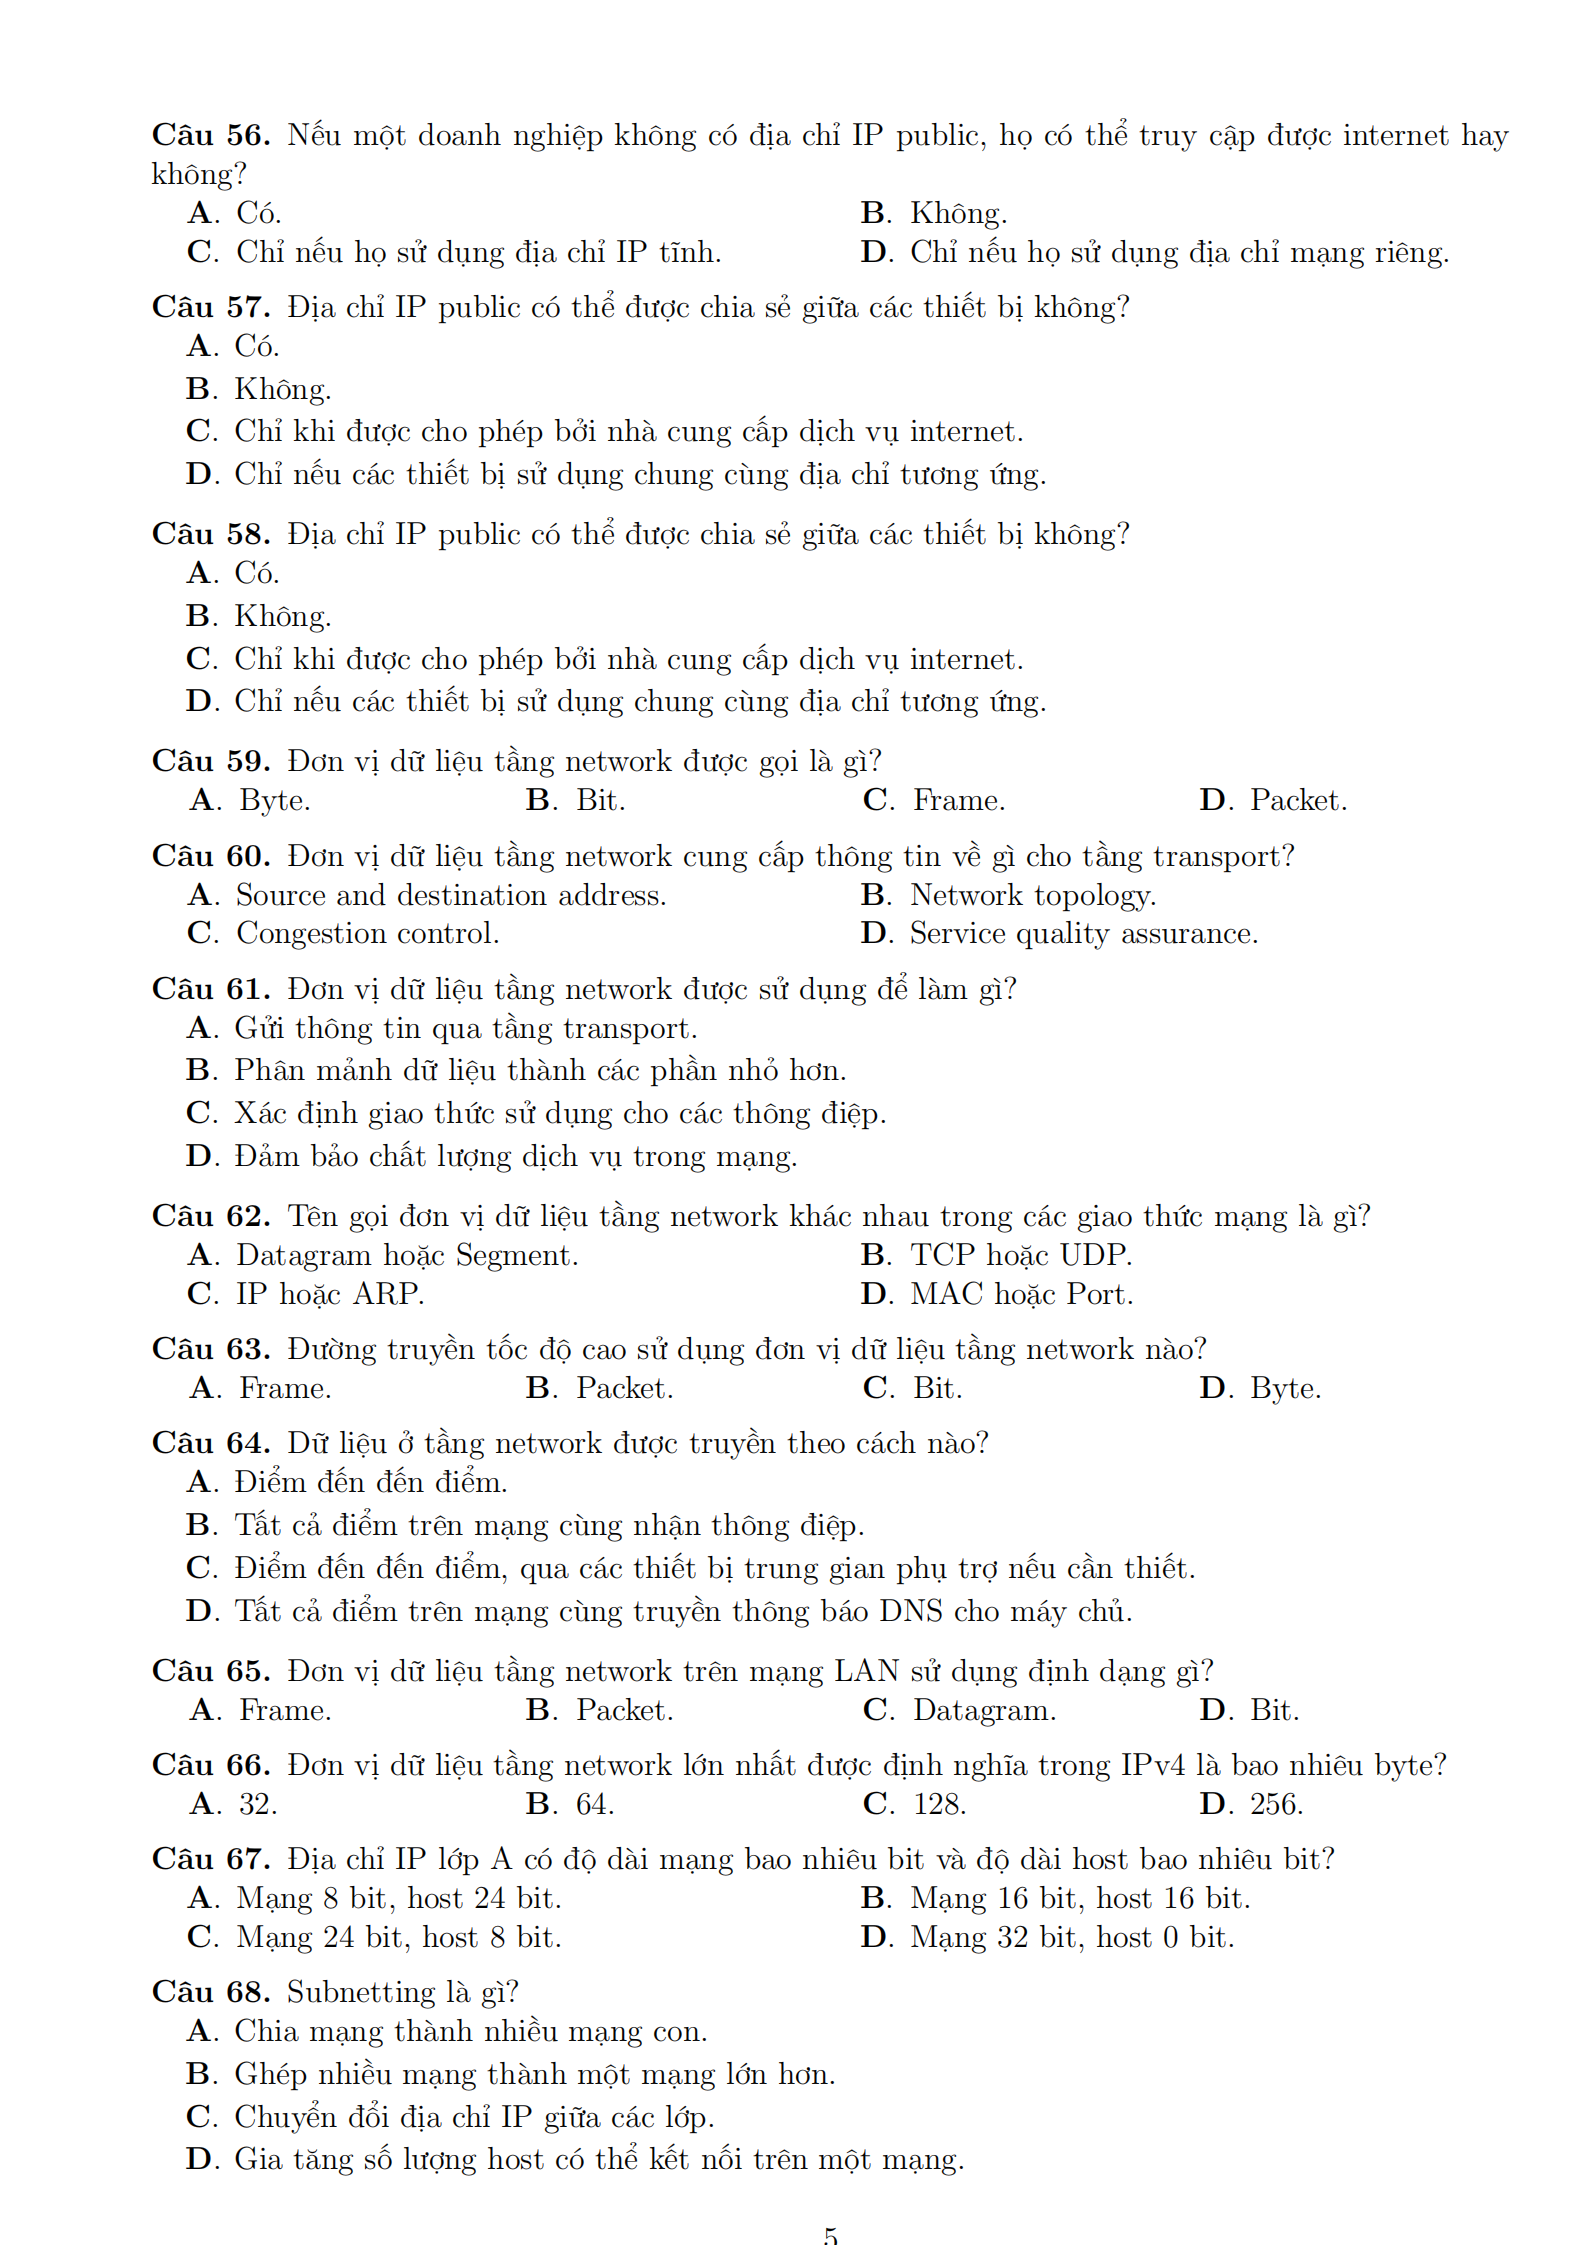 Câu 56. Nếu một doanh nghiệp không có địa chỉ IP public, họ có thể truy cập được internet hay
không?
A. Có. B. Không.
C. Chỉ nếu họ sử dụng địa chỉ IP tĩnh. D. Chỉ nếu họ sử dụng địa chỉ mạng riêng.
Câu 57. Địa chỉ IP public có thể được chia sẻ giữa các thiết bị không?
A. Có.
B. Không.
C. Chỉ khi được cho phép bởi nhà cung cấp dịch vụ internet.
D. Chỉ nếu các thiết bị sử dụng chung cùng địa chỉ tương ứng.
Câu 58. Địa chỉ IP public có thể được chia sẻ giữa các thiết bị không?
A. Có.
B. Không.
C. Chỉ khi được cho phép bởi nhà cung cấp dịch vụ internet.
D. Chỉ nếu các thiết bị sử dụng chung cùng địa chỉ tương ứng.
Câu 59. Đơn vị dữ liệu tầng network được gọi là gì?
A. Byte. B. Bit. C. Frame. D. Packet.
Câu 60. Đơn vị dữ liệu tầng network cung cấp thông tin về gì cho tầng transport?
A. Source and destination address. B. Network topology.
C. Congestion control. D. Service quality assurance.
Câu 61. Đơn vị dữ liệu tầng network được sử dụng để làm gì?
A. Gửi thông tin qua tầng transport.
B. Phân mảnh dữ liệu thành các phần nhỏ hơn.
C. Xác định giao thức sử dụng cho các thông điệp.
D. Đảm bảo chất lượng dịch vụ trong mạng.
Câu 62. Tên gọi đơn vị dữ liệu tầng network khác nhau trong các giao thức mạng là gì?
A. Datagram hoặc Segment. B. TCP hoặc UDP.
C. IP hoặc ARP. D. MAC hoặc Port.
Câu 63. Đường truyền tốc độ cao sử dụng đơn vị dữ liệu tầng network nào?
A. Frame. B. Packet. C. Bit. D. Byte.
Câu 64. Dữ liệu ở tầng network được truyền theo cách nào?
A. Điểm đến đến điểm.
B. Tất cả điểm trên mạng cùng nhận thông điệp.
C. Điểm đến đến điểm, qua các thiết bị trung gian phụ trợ nếu cần thiết.
D. Tất cả điểm trên mạng cùng truyền thông báo DNS cho máy chủ.
Câu 65. Đơn vị dữ liệu tầng network trên mạng LAN sử dụng định dạng gì?
A. Frame. B. Packet. C. Datagram. D. Bit.
Câu 66. Đơn vị dữ liệu tầng network lớn nhất được định nghĩa trong IPv4 là bao nhiêu byte?
A. 32. B. 64. C. 128. D. 256.
Câu 67. Địa chỉ IP lớp A có độ dài mạng bao nhiêu bit và độ dài host bao nhiêu bit?
A. Mạng 8 bit, host 24 bit. B. Mạng 16 bit, host 16 bit.
C. Mạng 24 bit, host 8 bit. D. Mạng 32 bit, host 0 bit.
Câu 68. Subnetting là gì?
A. Chia mạng thành nhiều mạng con.
B. Ghép nhiều mạng thành một mạng lớn hơn.
C. Chuyển đổi địa chỉ IP giữa các lớp.
D. Gia tăng số lượng host có thể kết nối trên một mạng.
5